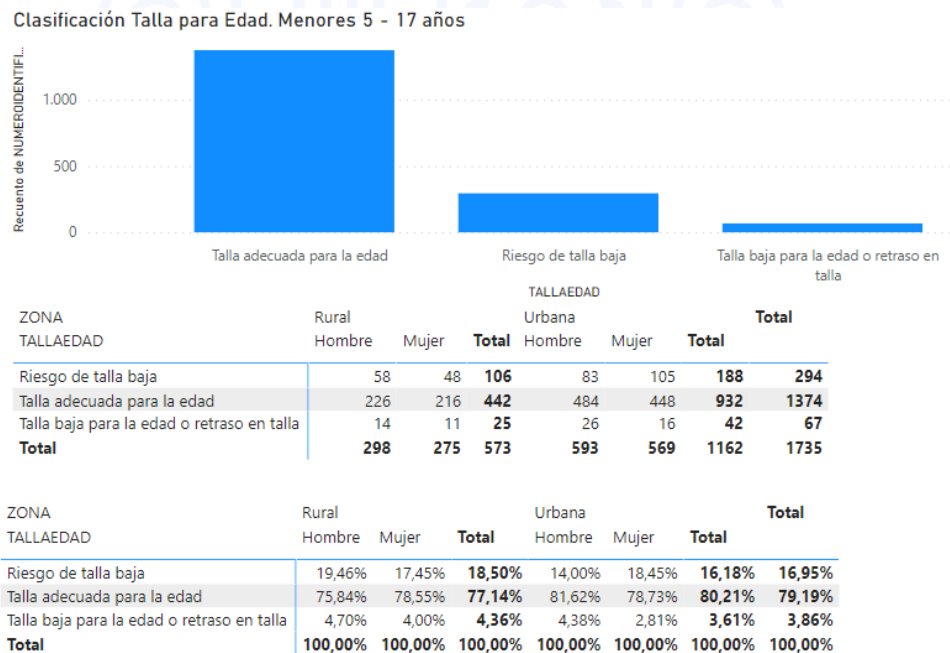 Clasificación Talla para Edad. Menores 5 - 17 años
Recuento de NUMEROIDENTIFI...
1.000
500
0
Talla adecuada para la edad
Riesgo de talla baja
Talla baja para la edad o retraso en talla
TALLAEDAD
ZONA Rural Urbana Total
TALLAEDAD Hombre Mujer Total Hombre Mujer Total
Riesgo de talla baja 58 48 106 83 105 188 294
Talla adecuada para la edad 226 216 442 484 448 932 1374
Talla baja para la edad o retraso en talla 14 11 25 26 16 42 67
Total 298 275 573 593 569 1162 1735
ZONA Rural Urbana Total
TALLAEDAD Hombre Mujer Total Hombre Mujer Total
Riesgo de talla baja 19,46% 17,45% 18,50% 14,00% 18,45% 16,18% 16,95%
Talla adecuada para la edad 75,84% 78,55% 77,14% 81,62% 78,73% 80,21% 79,19%
Talla baja para la edad o retraso en talla 4,70% 4,00% 4,36% 4,38% 2,81% 3,61% 3,86%
Total 100,00% 100,00% 100,00% 100,00% 100,00% 100,00% 100,00%